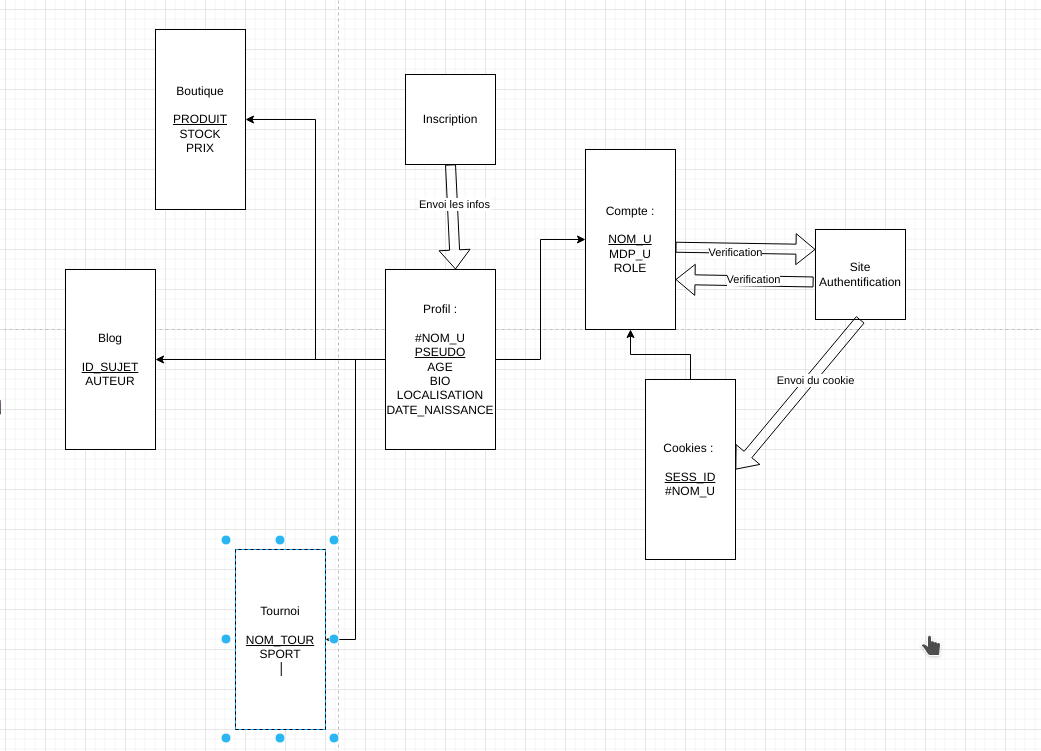 Boutique
PRODUIT
STOCK
PRIX
Inscription
Envoi les infos
Compte :
NOM_U
MDP_U
ROLE
Verification
Verification
Site
Authentification
Blog
ID_SUJET
AUTEUR
Profil :
#NOM_U
PSEUDO
AGE
BIO
LOCALISATION
DATE_NAISSANCE
Envoi du cookie
Cookies :
SESS_ID
#NOM_U
Tournoi
NOM_TOUR
SPORT